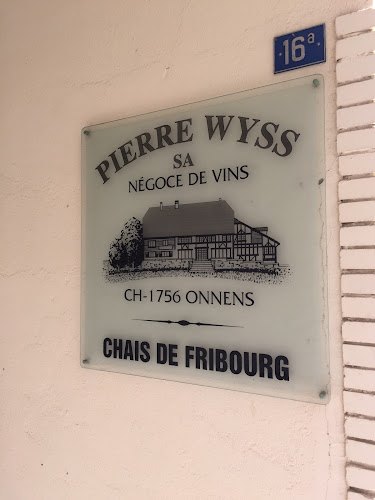 16a
PIERRE WYSS
SA
NÉGOCE DE VINS
CH-1756 ONNENS
CHAIS DE FRIBOURG